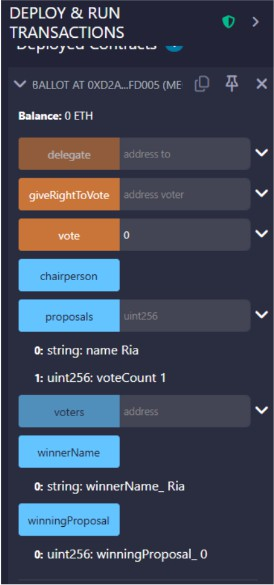 DEPLOY & RUN
TRANSACTIONS
Deployed Contracts
BALLOT AT 0XD2A...FD005 (ME
Balance: 0 ETH
delegate address to
giveRightToVote address voter
vote 0
chairperson
proposals uint256
0: string: name Ria
1: uint256: voteCount 1
voters address
winnerName
0: string: winnerName_ Ria
winningProposal
0: uint256: winningProposal_ 0